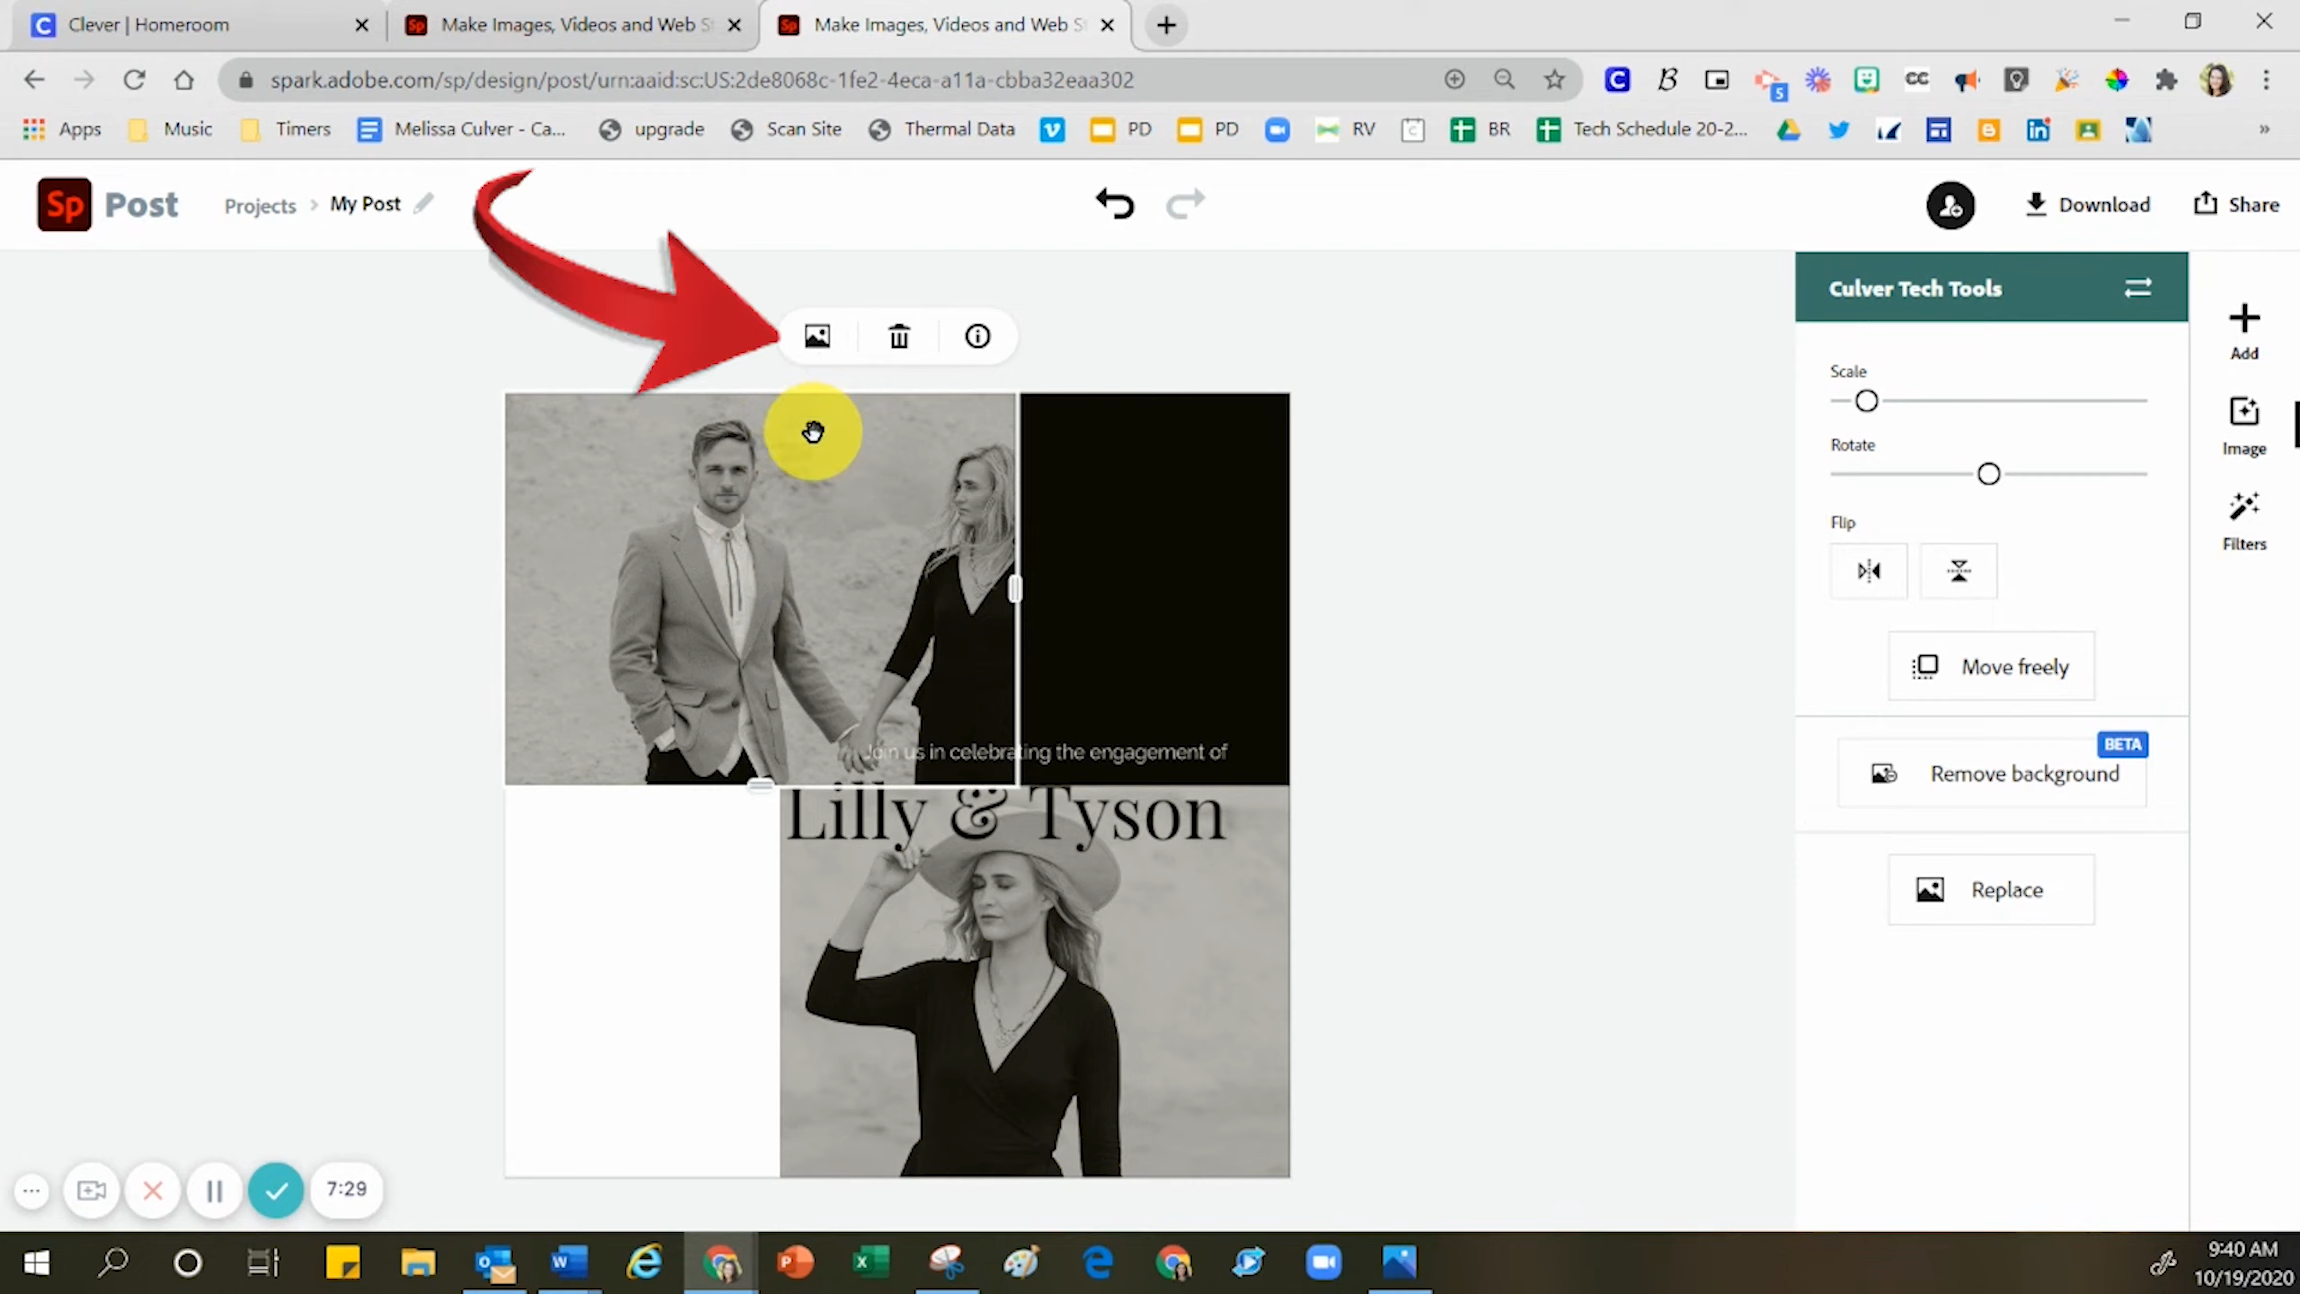 Clever | Homeroom
Make Images, Videos and Web S
Make Images, Videos and Web S
spark.adobe.com/sp/design/post/urn:aaid:sc:US:2de8068c-1fe2-4eca-a11a-cbba32eaa302
5
CC
Apps
Music
Timers
Melissa Culver - Ca...
upgrade
Scan Site
Thermal Data
PD
PD
RV
BR
Tech Schedule 20-2...
»
Sp
Post
Projects > My Post
Download
Share
Culver Tech Tools
Add
Scale
Image
Rotate
Flip
Filters
Move freely
BETA
Remove background
Replace
Join us in celebrating the engagement of
Lilly & Tyson
7:29
9:40 AM
10/19/2020